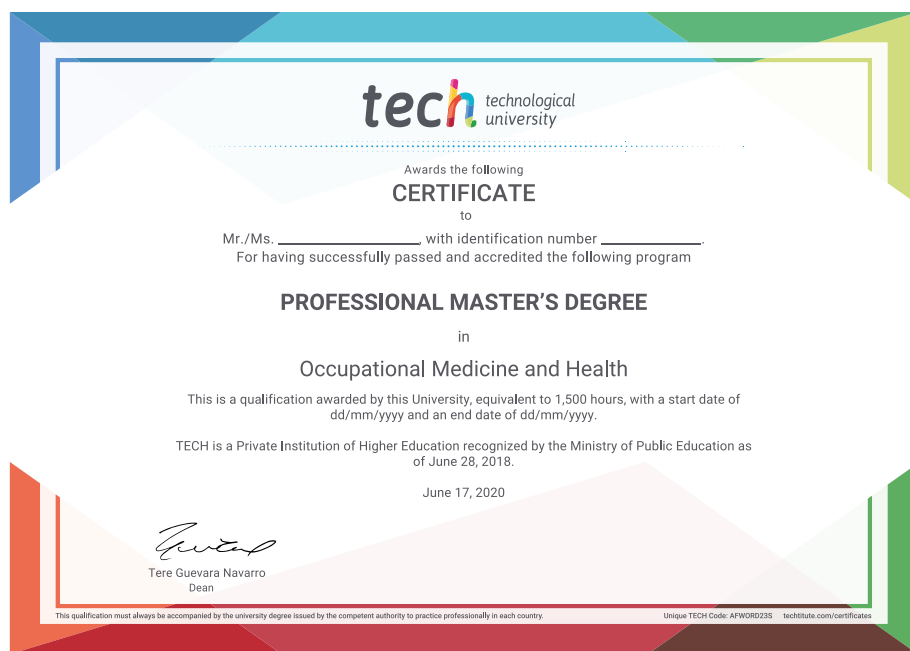 tech technological
university
Awards the following
CERTIFICATE
to
Mr./Ms. ____________________, with identification number ______________.
For having successfully passed and accredited the following program
PROFESSIONAL MASTER'S DEGREE
in
Occupational Medicine and Health
This is a qualification awarded by this University, equivalent to 1,500 hours, with a start date of
dd/mm/yyyy and an end date of dd/mm/yyyy.
TECH is a Private Institution of Higher Education recognized by the Ministry of Public Education as
of June 28, 2018.
June 17, 2020
Tere Guevara Navarro
Dean
This qualification must always be accompanied by the university degree issued by the competent authority to practice professionally in each country.
Unique TECH Code: AFWORD23S techtitute.com/certificates